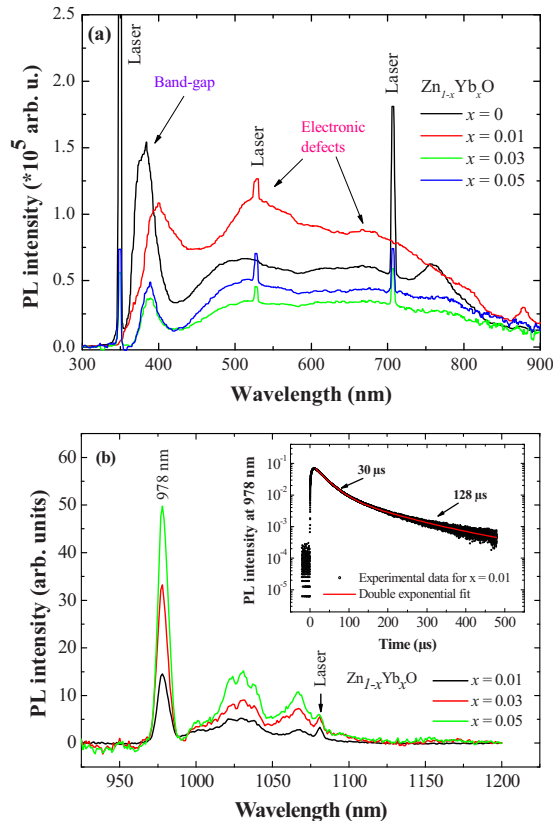 (a)
Laser
Band-gap
Laser
Electronic
defects
Laser
Zn1-xYbxO
x = 0
x = 0.01
x = 0.03
x = 0.05
PL intensity (*10^5 arb. u.)
2.5
2.0
1.5
1.0
0.5
0.0
300 400 500 600 700 800 900
Wavelength (nm)
(b)
978 nm
PL intensity (arb. units)
60
50
40
30
20
10
0
PL intensity at 978 nm
10^-1
10^-2
10^-3
10^-4
10^-5
30 µs
128 µs
Experimental data for x = 0.01
Double exponential fit
0 100 200 300 400 500
Time (µs)
Laser
Zn1-xYbxO
x = 0.01
x = 0.03
x = 0.05
950 1000 1050 1100 1150 1200
Wavelength (nm)